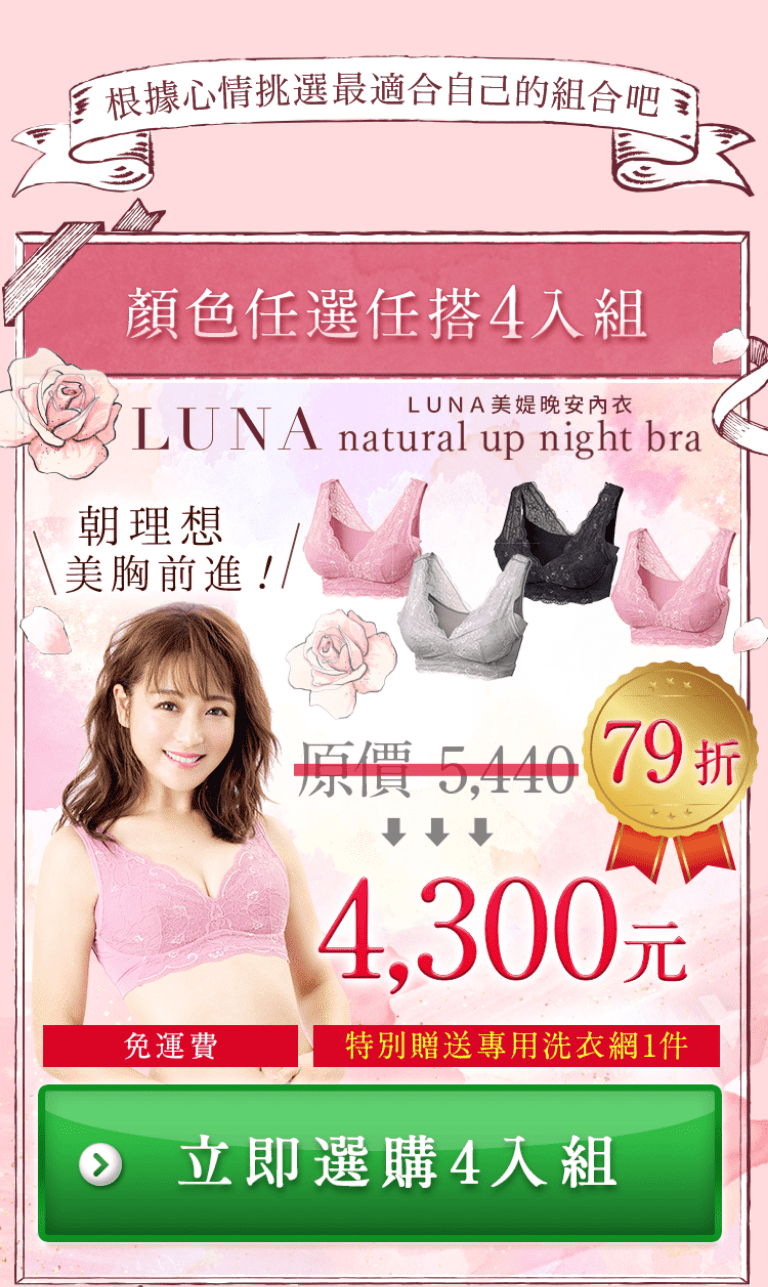 根據心情挑選最適合自己的組合吧
顏色任選任搭4入組
LUNA美媞晚安內衣
LUNA natural up night bra
朝理想
美胸前進！
原價 5,440
79折
4,300元
免運費
特別贈送專用洗衣網1件
立即選購4入組